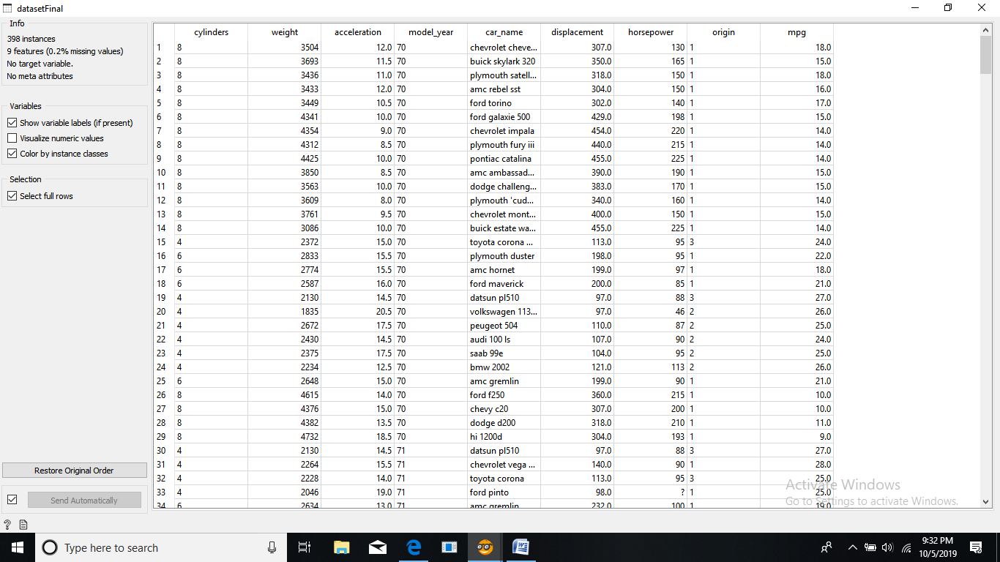 datasetFinal
Info
398 instances
9 features (0.2% missing values)
No target variable.
No meta attributes
Variables
Show variable labels (if present)
Visualize numeric values
Color by instance classes
Selection
Select full rows
Restore Original Order
Send Automatically
cylinders weight acceleration model_year car_name displacement horsepower origin mpg
1 8 3504 12.0 70 chevrolet cheve... 307.0 130 1 18.0
2 8 3693 11.5 70 buick skylark 320 350.0 165 1 15.0
3 8 3436 11.0 70 plymouth satell... 318.0 150 1 18.0
4 8 3433 12.0 70 amc rebel sst 304.0 150 1 16.0
5 8 3449 10.5 70 ford torino 302.0 140 1 17.0
6 8 4341 10.0 70 ford galaxie 500 429.0 198 1 15.0
7 8 4354 9.0 70 chevrolet impala 454.0 220 1 14.0
8 8 4312 8.5 70 plymouth fury iii 440.0 215 1 14.0
9 8 4425 10.0 70 pontiac catalina 455.0 225 1 14.0
10 8 3850 8.5 70 amc ambassad... 390.0 190 1 15.0
11 8 3563 10.0 70 dodge challeng... 383.0 170 1 15.0
12 8 3609 8.0 70 plymouth 'cud... 340.0 160 1 14.0
13 8 3761 9.5 70 chevrolet mont... 400.0 150 1 15.0
14 8 3086 10.0 70 buick estate wa... 455.0 225 1 14.0
15 4 2372 15.0 70 toyota corona ... 113.0 95 3 24.0
16 6 2833 15.5 70 plymouth duster 198.0 95 1 22.0
17 6 2774 15.5 70 amc hornet 199.0 97 1 18.0
18 6 2587 16.0 70 ford maverick 200.0 85 1 21.0
19 4 2130 14.5 70 datsun pl510 97.0 88 3 27.0
20 4 1835 20.5 70 volkswagen 113... 97.0 46 2 26.0
21 4 2672 17.5 70 peugeot 504 110.0 87 2 25.0
22 4 2430 14.5 70 audi 100 ls 107.0 90 2 24.0
23 4 2375 17.5 70 saab 99e 104.0 95 2 25.0
24 4 2234 12.5 70 bmw 2002 121.0 113 2 26.0
25 6 2648 15.0 70 amc gremlin 199.0 90 1 21.0
26 8 4615 14.0 70 ford f250 360.0 215 1 10.0
27 8 4376 15.0 70 chevy c20 307.0 200 1 10.0
28 8 4382 13.5 70 dodge d200 318.0 210 1 11.0
29 8 4732 18.5 70 hi 1200d 304.0 193 1 9.0
30 4 2130 14.5 71 datsun pl510 97.0 88 3 27.0
31 4 2264 15.5 71 chevrolet vega ... 140.0 90 1 28.0
32 4 2228 14.0 71 toyota corona 113.0 95 3 25.0
33 4 2046 19.0 71 ford pinto 98.0 ? 1 25.0
34 6 2634 13.0 71 amc gremlin 232.0 100 1 19.0
Activate Windows
Go to Settings to activate Windows.
Type here to search
9:32 PM
10/5/2019